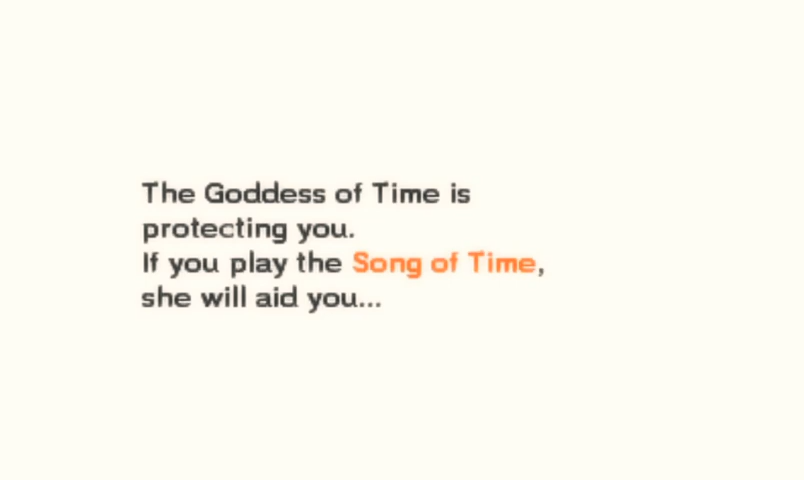 The Goddess of Time is
protecting you.
If you play the Song of Time,
she will aid you...